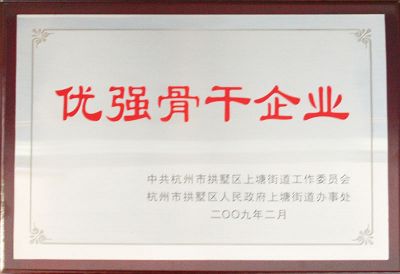 优强骨干企业
中共杭州市拱墅区上塘街道工作委员会
杭州市拱墅区人民政府上塘街道办事处
二〇〇九年二月